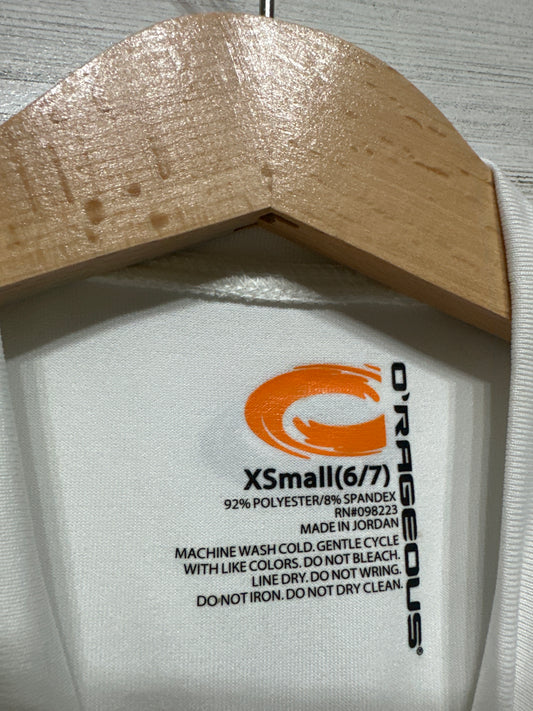 O'RAGEOUS®
XSmall(6/7)
92% POLYESTER/8% SPANDEX
RN#098223
MADE IN JORDAN
MACHINE WASH COLD. GENTLE CYCLE
WITH LIKE COLORS. DO NOT BLEACH.
LINE DRY. DO NOT WRING.
DO NOT IRON. DO NOT DRY CLEAN.